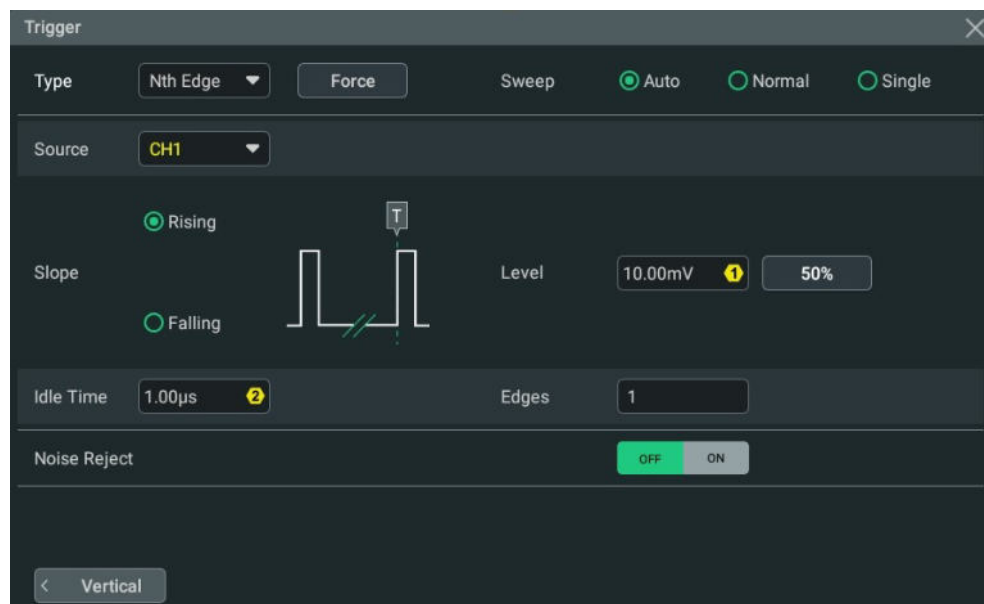 Trigger
Type Nth Edge Force Sweep Auto Normal Single
Source CH1
T
Rising
Slope Level 10.00mV 1 50%
Falling
Idle Time 1.00µs 2 Edges 1
Noise Reject OFF ON
< Vertical